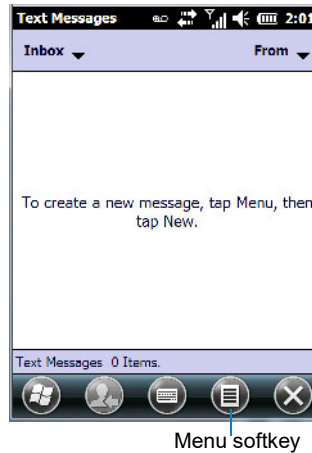 Text Messages 2:01
Inbox From
To create a new message, tap Menu, then
tap New.
Text Messages 0 Items.
Menu softkey